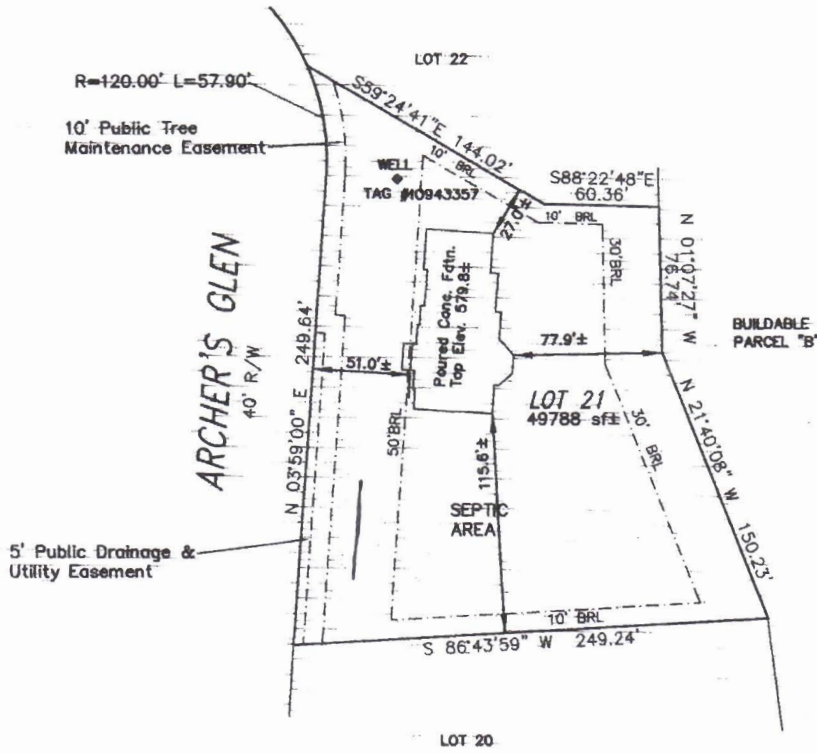 LOT 22
R=120.00' L=57.90'
S59°24'41"E 144.02'
10' Public Tree
Maintenance Easement
WELL
TAG #HO943357
10' BRL
S88°22'48"E
60.36'
10' BRL
27.0'±
30' BRL
N 01°07'27" W
76.74'
BUILDABLE
PARCEL "B"
ARCHER'S GLEN
40' R/W
N 03°59'00" E 249.64'
51.0'±
Poured Conc. Fdtn.
Top Elev. 579.8±
77.9'±
LOT 21
49788 sf±
50' BRL
30' BRL
N 21°40'08" W 150.23'
115.6'±
SEPTIC
AREA
5' Public Drainage &
Utility Easement
10' BRL
S 86°43'59" W 249.24'
LOT 20